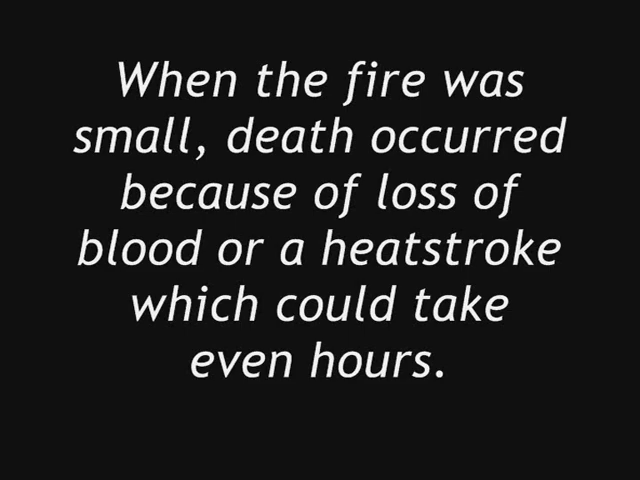 When the fire was
small, death occurred
because of loss of
blood or a heatstroke
which could take
even hours.